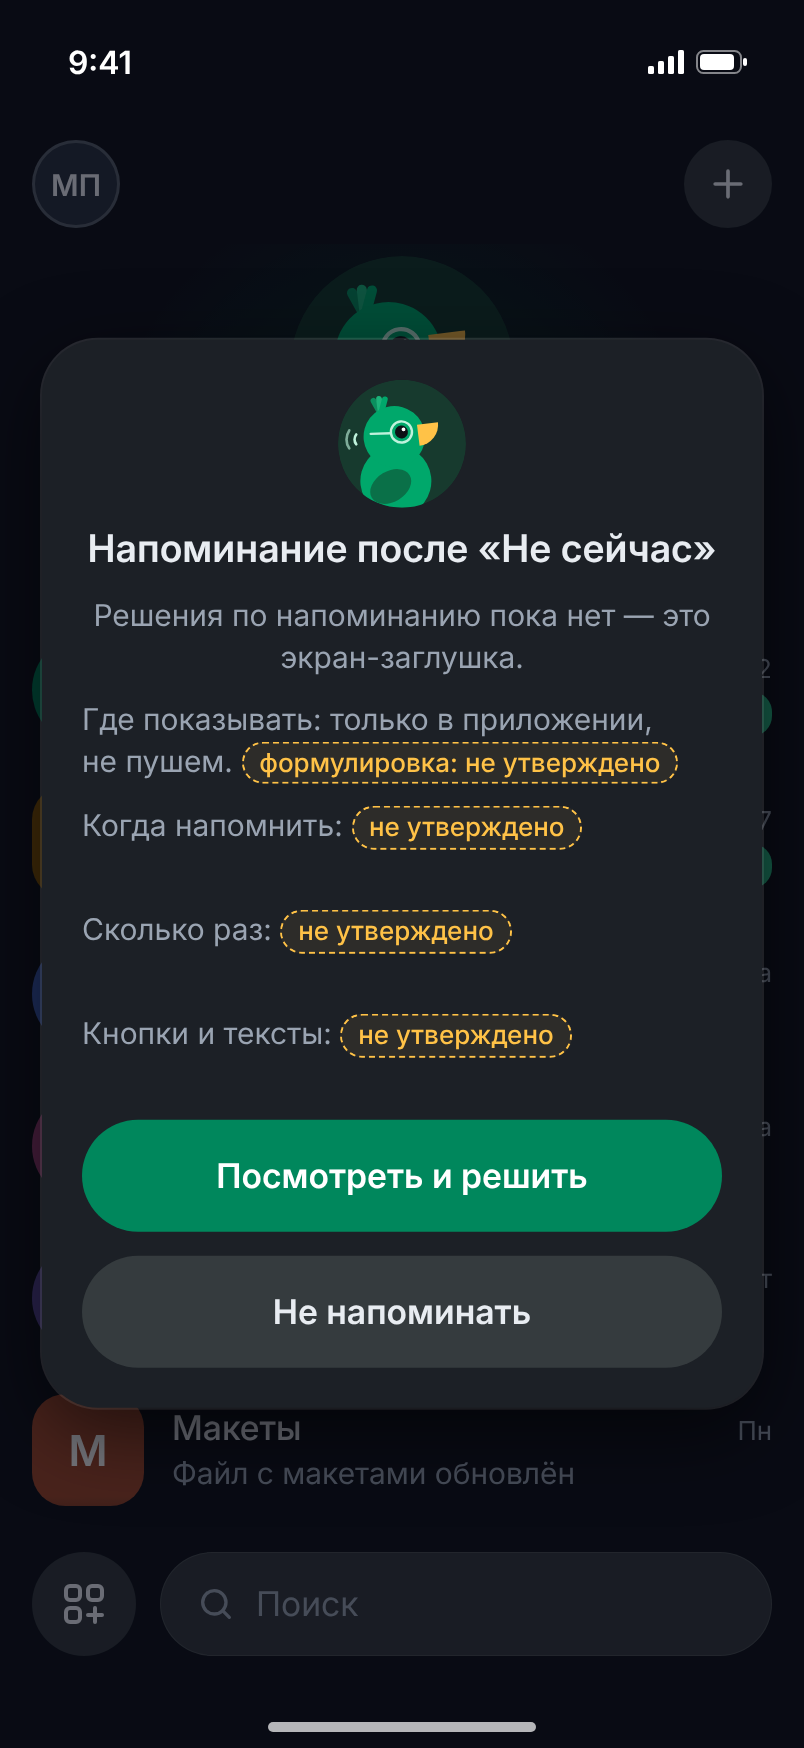 9:41
МП
Напоминание после «Не сейчас»
Решения по напоминанию пока нет — это
экран-заглушка.
Где показывать: только в приложении,
не пушем. формулировка: не утверждено
Когда напомнить: не утверждено
Сколько раз: не утверждено
Кнопки и тексты: не утверждено
Посмотреть и решить
Не напоминать
М
Макеты
Пн
Файл с макетами обновлён
Поиск